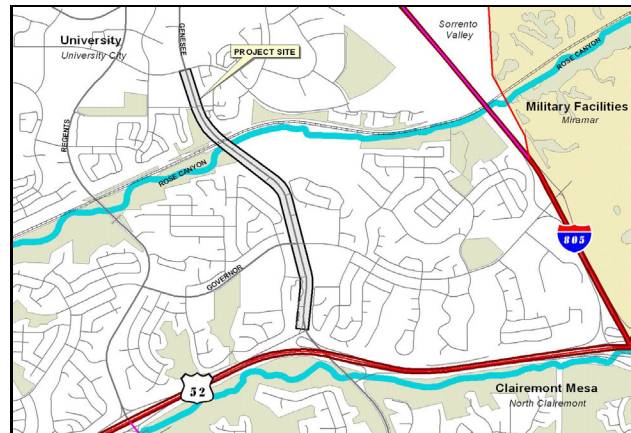 University
University City
GENESEE
PROJECT SITE
Sorrento
Valley
ROSE CANYON
Military Facilities
Miramar
REGENTS
ROSE CANYON
805
GOVERNOR
52
Clairemont Mesa
North Clairemont